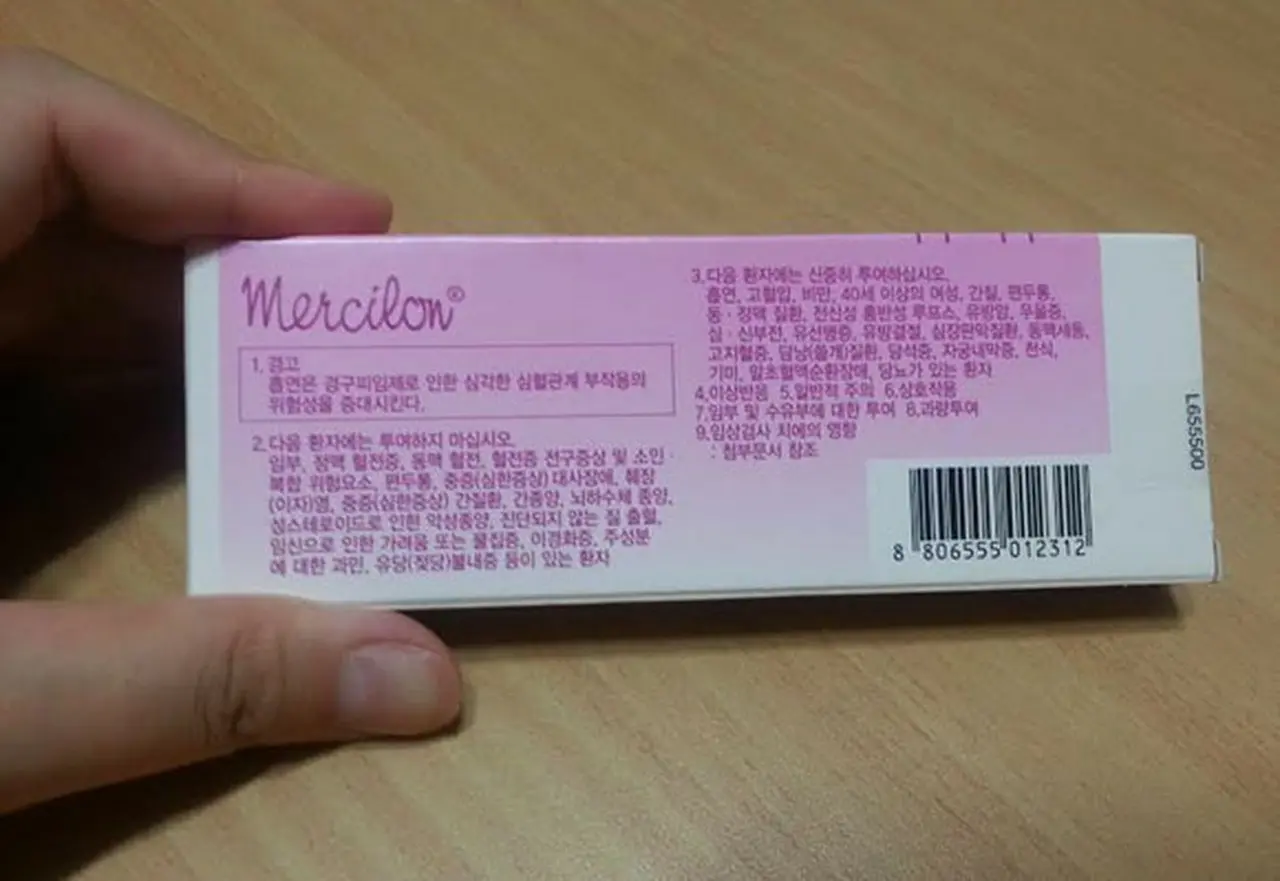 Mercilon®
1. 경고
흡연은 경구피임제로 인한 심각한 심혈관계 부작용의
위험성을 증대시킨다.
2. 다음 환자에는 투여하지 마십시오.
임부, 정맥 혈전증, 동맥 혈전, 혈전증 전구증상 및 소인·
복합 위험요소, 편두통, 중증(심한증상) 대사장애, 췌장
(이자)염, 중증(심한증상) 간질환, 간종양, 뇌하수체 종양,
성스테로이드로 인한 악성종양, 진단되지 않는 질 출혈,
임신으로 인한 가려움 또는 물집증, 이경화증, 주성분
에 대한 과민, 유당(젖당)불내증 등이 있는 환자
3. 다음 환자에는 신중히 투여하십시오.
흡연, 고혈압, 비만, 40세 이상의 여성, 간질, 편두통,
동·정맥 질환, 전신성 홍반성 루프스, 유방암, 우울증,
심·신부전, 유선병증, 유방결절, 심장판막질환, 동맥세동,
고지혈증, 담낭(쓸개)질환, 담석증, 자궁내막증, 천식,
기미, 말초혈액순환장애, 당뇨가 있는 환자
4.이상반응 5.일반적 주의 6.상호작용
7.임부 및 수유부에 대한 투여 8.과량투여
9.임상검사 치에의 영향
: 첨부문서 참조
8 806555 012312
L655500